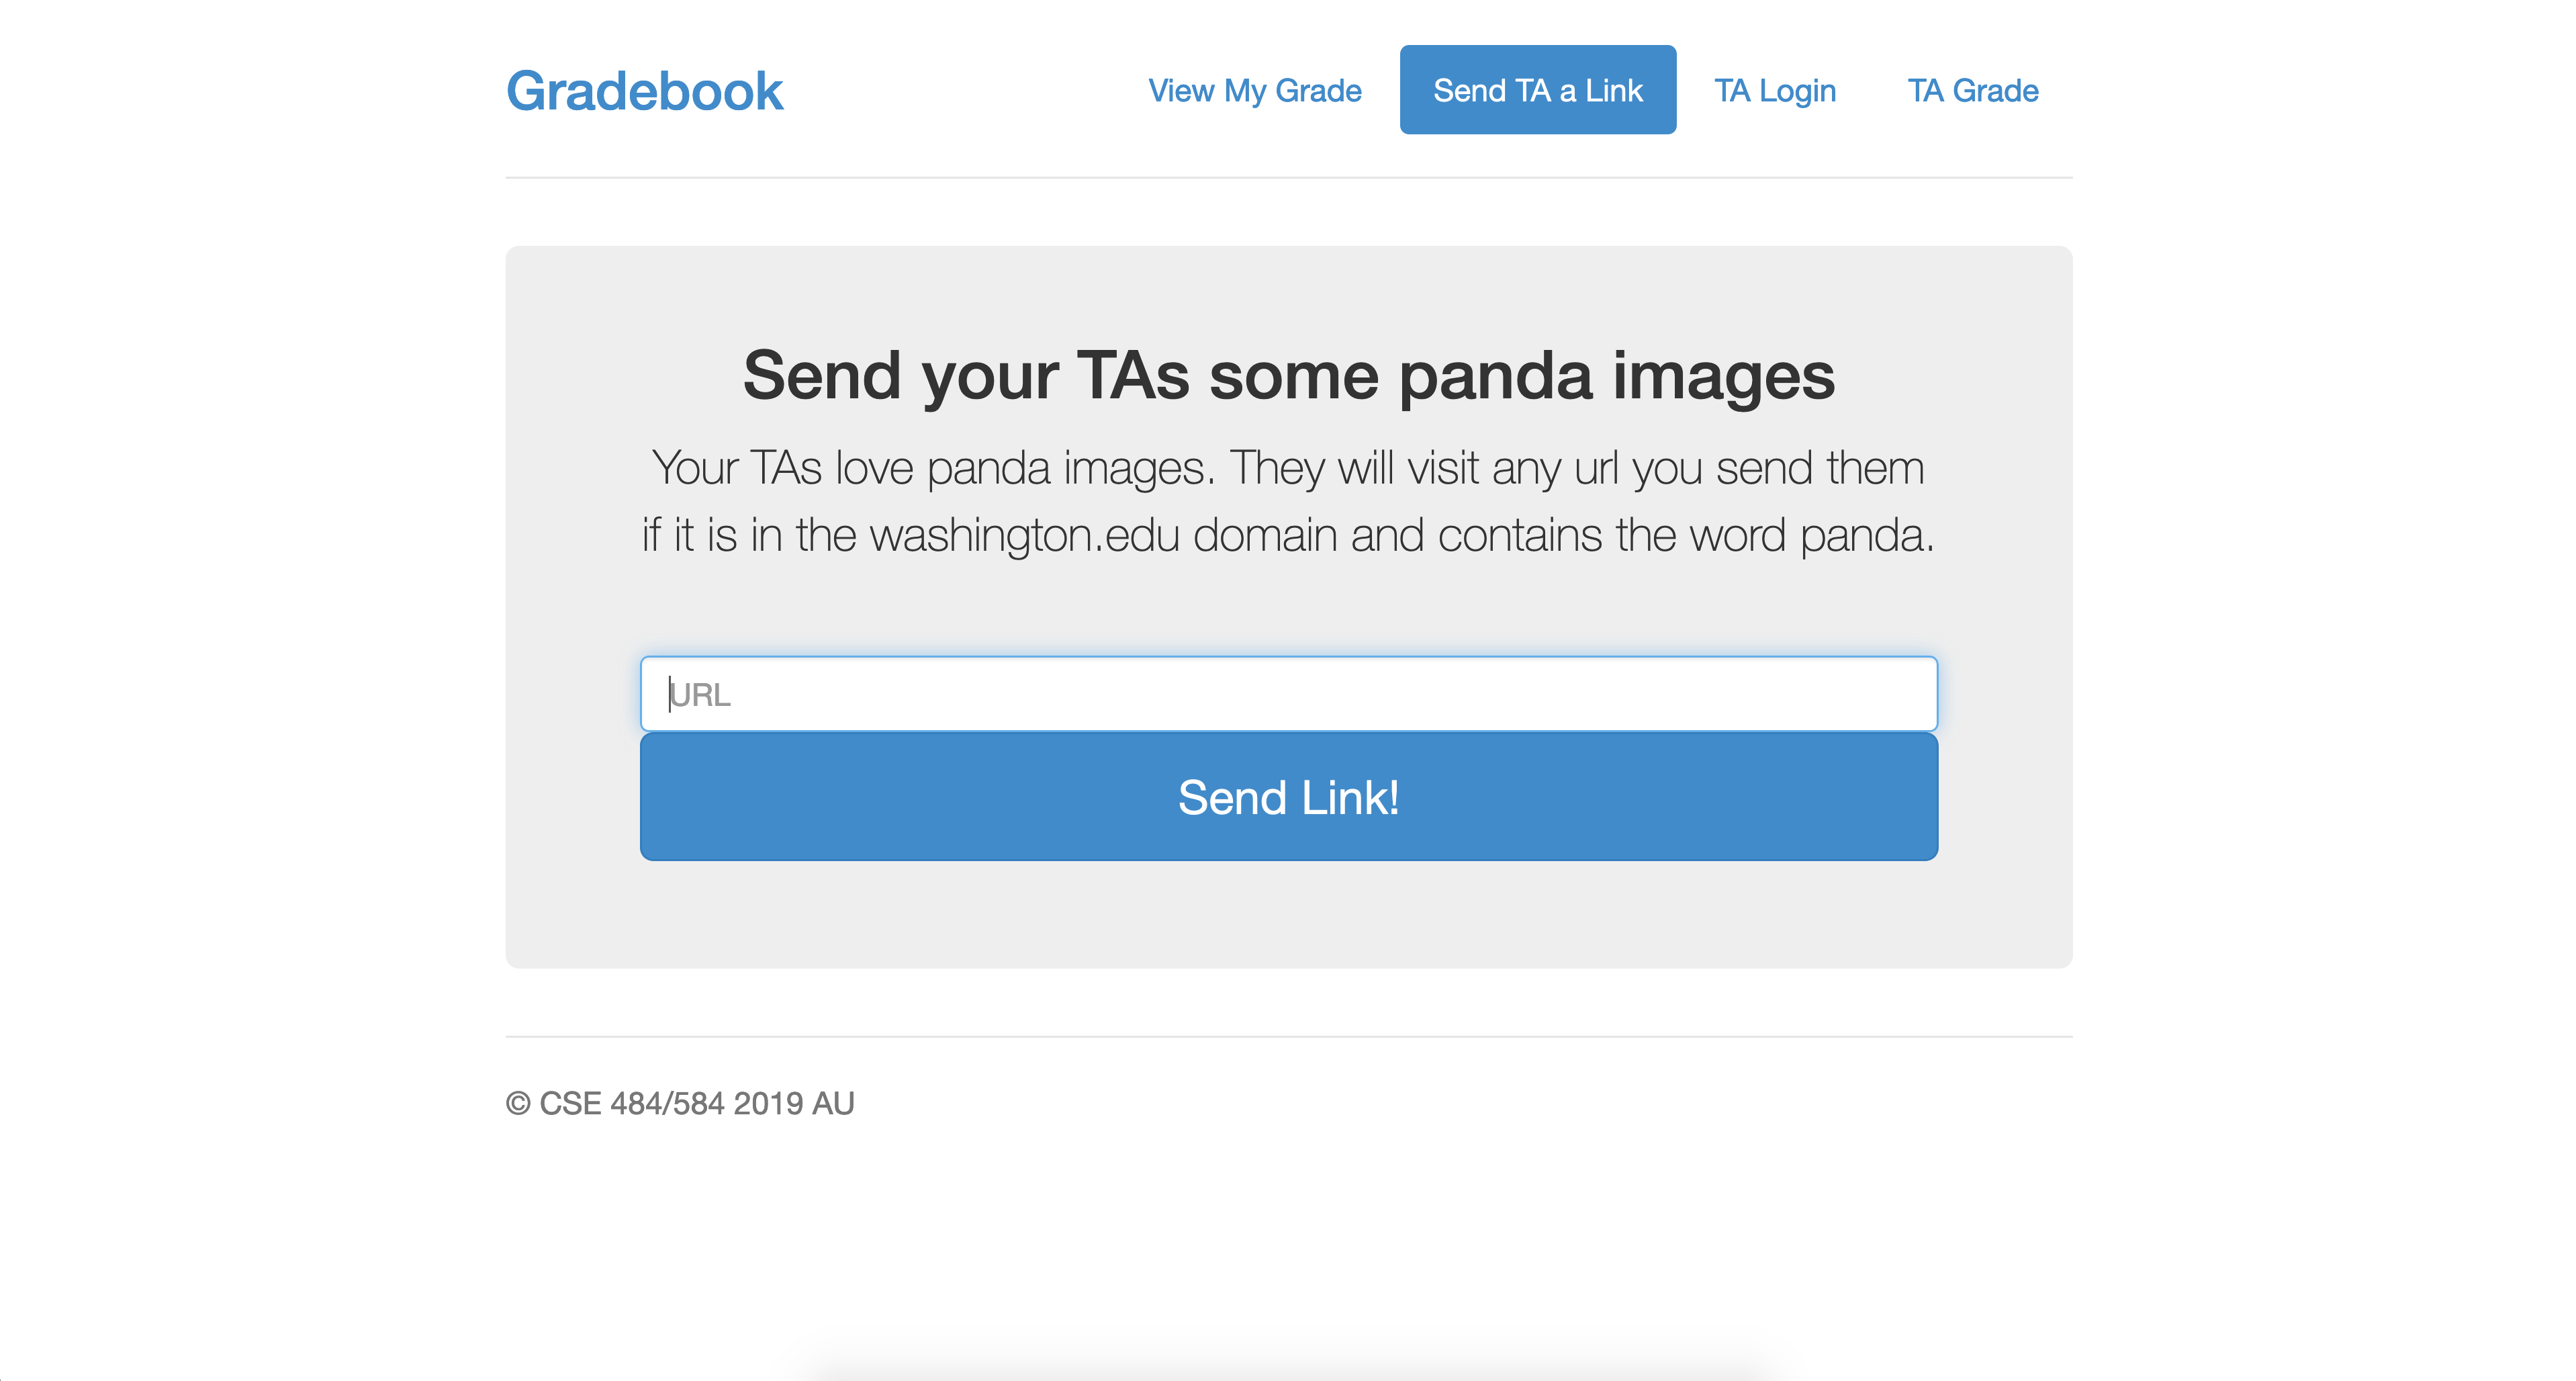 Gradebook
View My Grade
Send TA a Link
TA Login
TA Grade
Send your TAs some panda images
Your TAs love panda images. They will visit any url you send them
if it is in the washington.edu domain and contains the word panda.
URL
Send Link!
© CSE 484/584 2019 AU